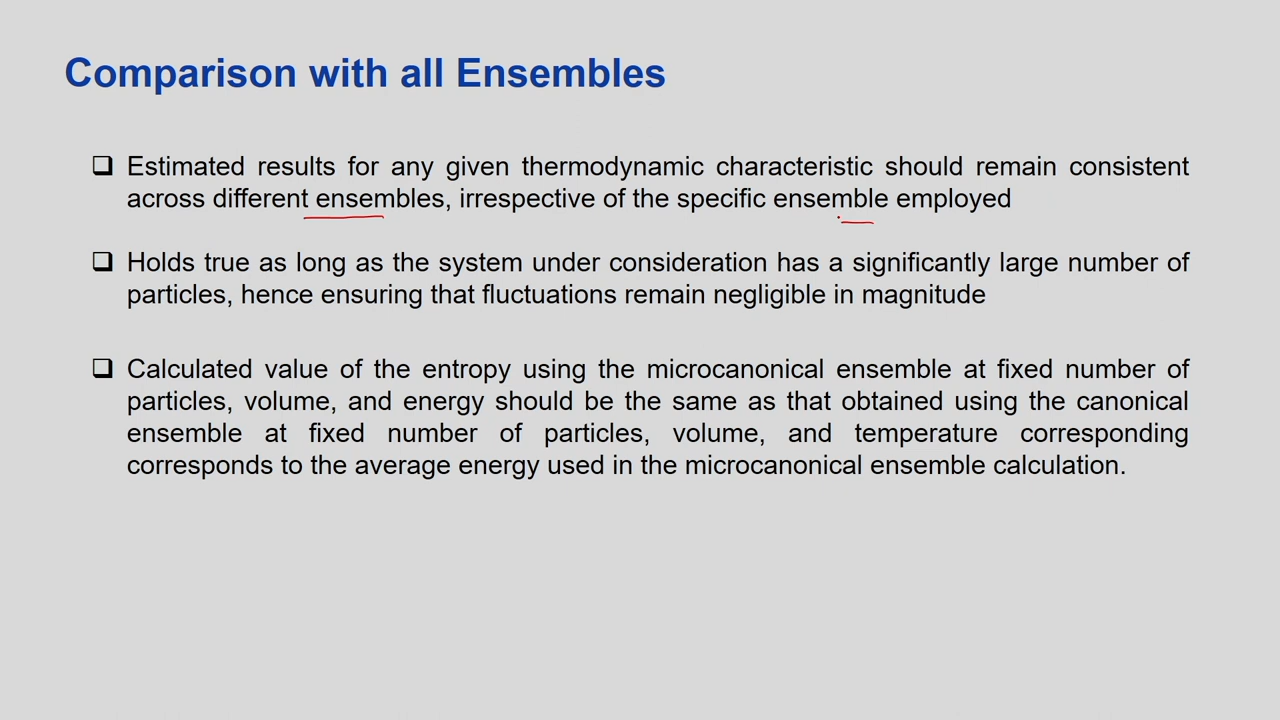 Comparison with all Ensembles
❑ Estimated results for any given thermodynamic characteristic should remain consistent
across different ensembles, irrespective of the specific ensemble employed
❑ Holds true as long as the system under consideration has a significantly large number of
particles, hence ensuring that fluctuations remain negligible in magnitude
❑ Calculated value of the entropy using the microcanonical ensemble at fixed number of
particles, volume, and energy should be the same as that obtained using the canonical
ensemble at fixed number of particles, volume, and temperature corresponding
corresponds to the average energy used in the microcanonical ensemble calculation.